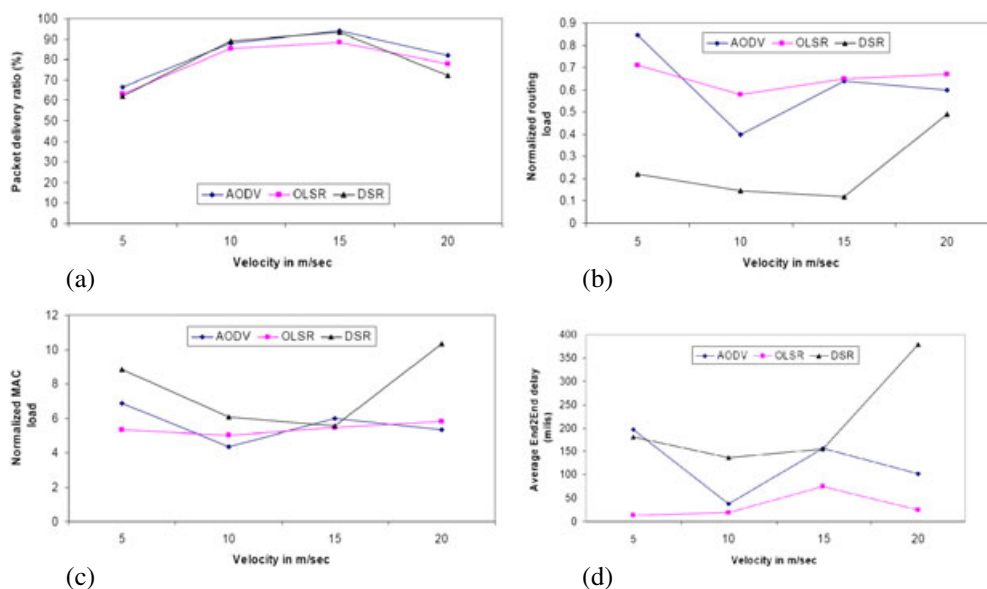 Packet delivery ratio (%)
100
90
80
70
60
50
40
30
20
10
0
AODV OLSR DSR
5 10 15 20
Velocity in m/sec
(a)
Normalized routing
load
0.9
0.8
0.7
0.6
0.5
0.4
0.3
0.2
0.1
0
AODV OLSR DSR
5 10 15 20
Velocity in m/sec
(b)
Normalized MAC
load
12
10
8
6
4
2
0
AODV OLSR DSR
5 10 15 20
Velocity in m/sec
(c)
Average End2End delay
(milis)
400
350
300
250
200
150
100
50
0
AODV OLSR DSR
5 10 15 20
Velocity in m/sec
(d)